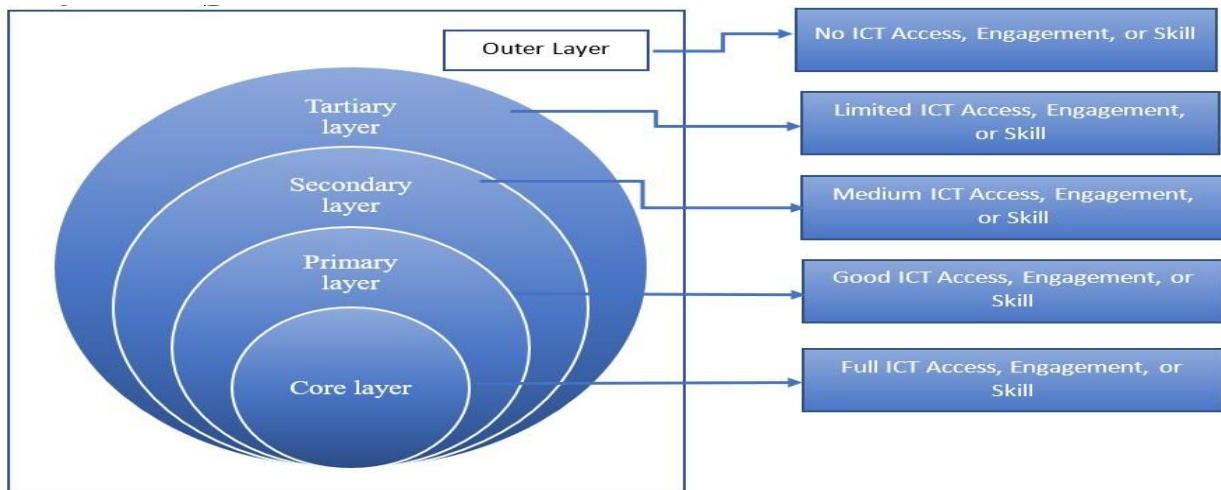 Outer Layer
No ICT Access, Engagement, or Skill
Tartiary
layer
Limited ICT Access, Engagement,
or Skill
Secondary
layer
Medium ICT Access, Engagement,
or Skill
Primary
layer
Good ICT Access, Engagement, or
Skill
Core layer
Full ICT Access, Engagement, or
Skill